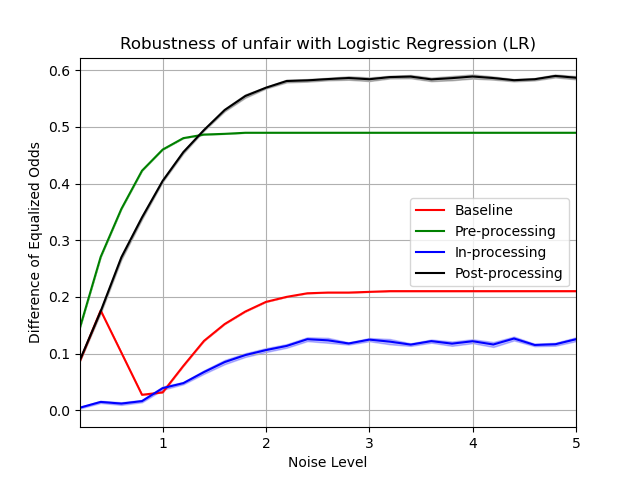 Robustness of unfair with Logistic Regression (LR)
Difference of Equalized Odds
0.6
0.5
0.4
0.3
0.2
0.1
0.0
Baseline
Pre-processing
In-processing
Post-processing
1
2
3
4
5
Noise Level